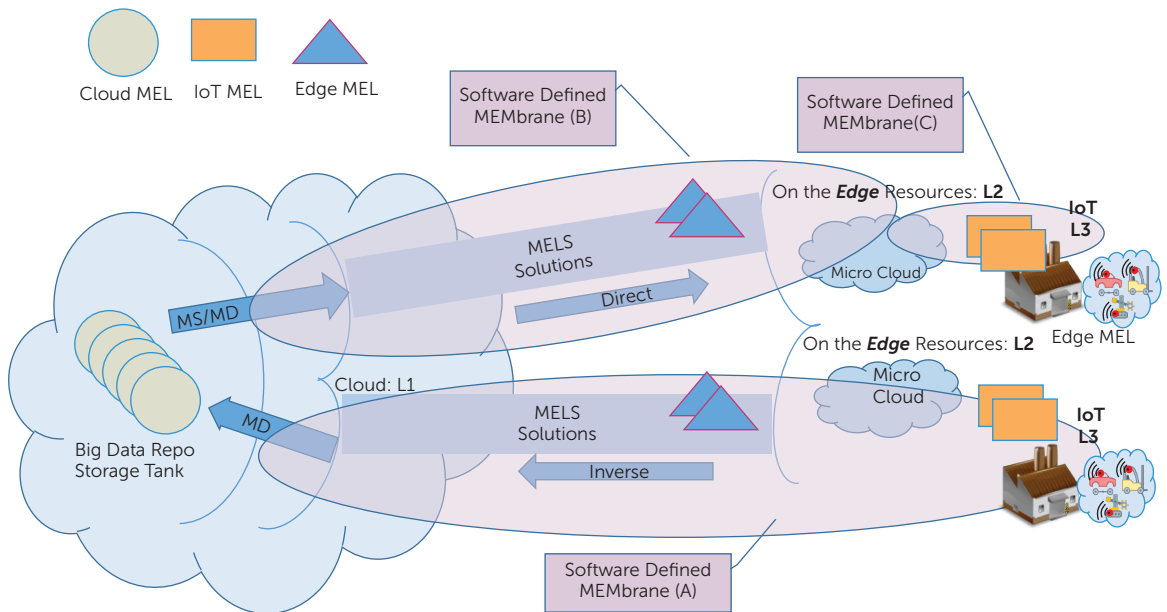 Cloud MEL
IoT MEL
Edge MEL
Software Defined
MEMbrane (B)
Software Defined
MEMbrane(C)
On the Edge Resources: L2
IoT
L3
MELS
Solutions
Micro Cloud
Direct
MS/MD
Edge MEL
On the Edge Resources: L2
Micro
Cloud
Cloud: L1
MELS
Solutions
IoT
L3
MD
Big Data Repo
Storage Tank
Inverse
Software Defined
MEMbrane (A)